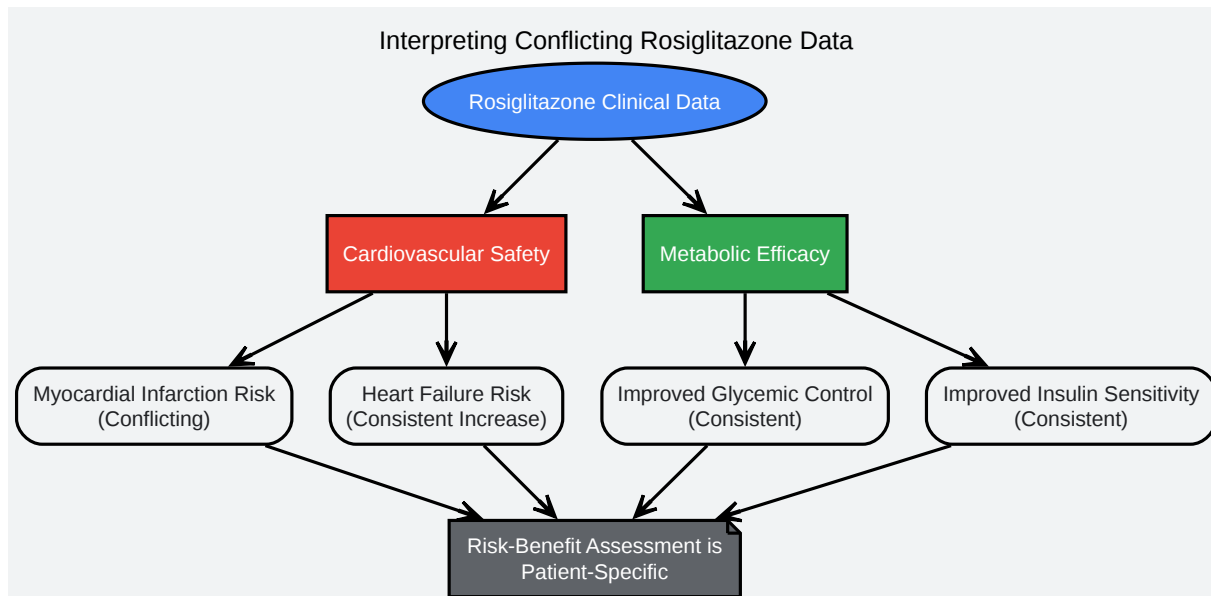 Interpreting Conflicting Rosiglitazone Data
Rosiglitazone Clinical Data
Cardiovascular Safety
Metabolic Efficacy
Myocardial Infarction Risk
(Conflicting)
Heart Failure Risk
(Consistent Increase)
Improved Glycemic Control
(Consistent)
Improved Insulin Sensitivity
(Consistent)
Risk-Benefit Assessment is
Patient-Specific